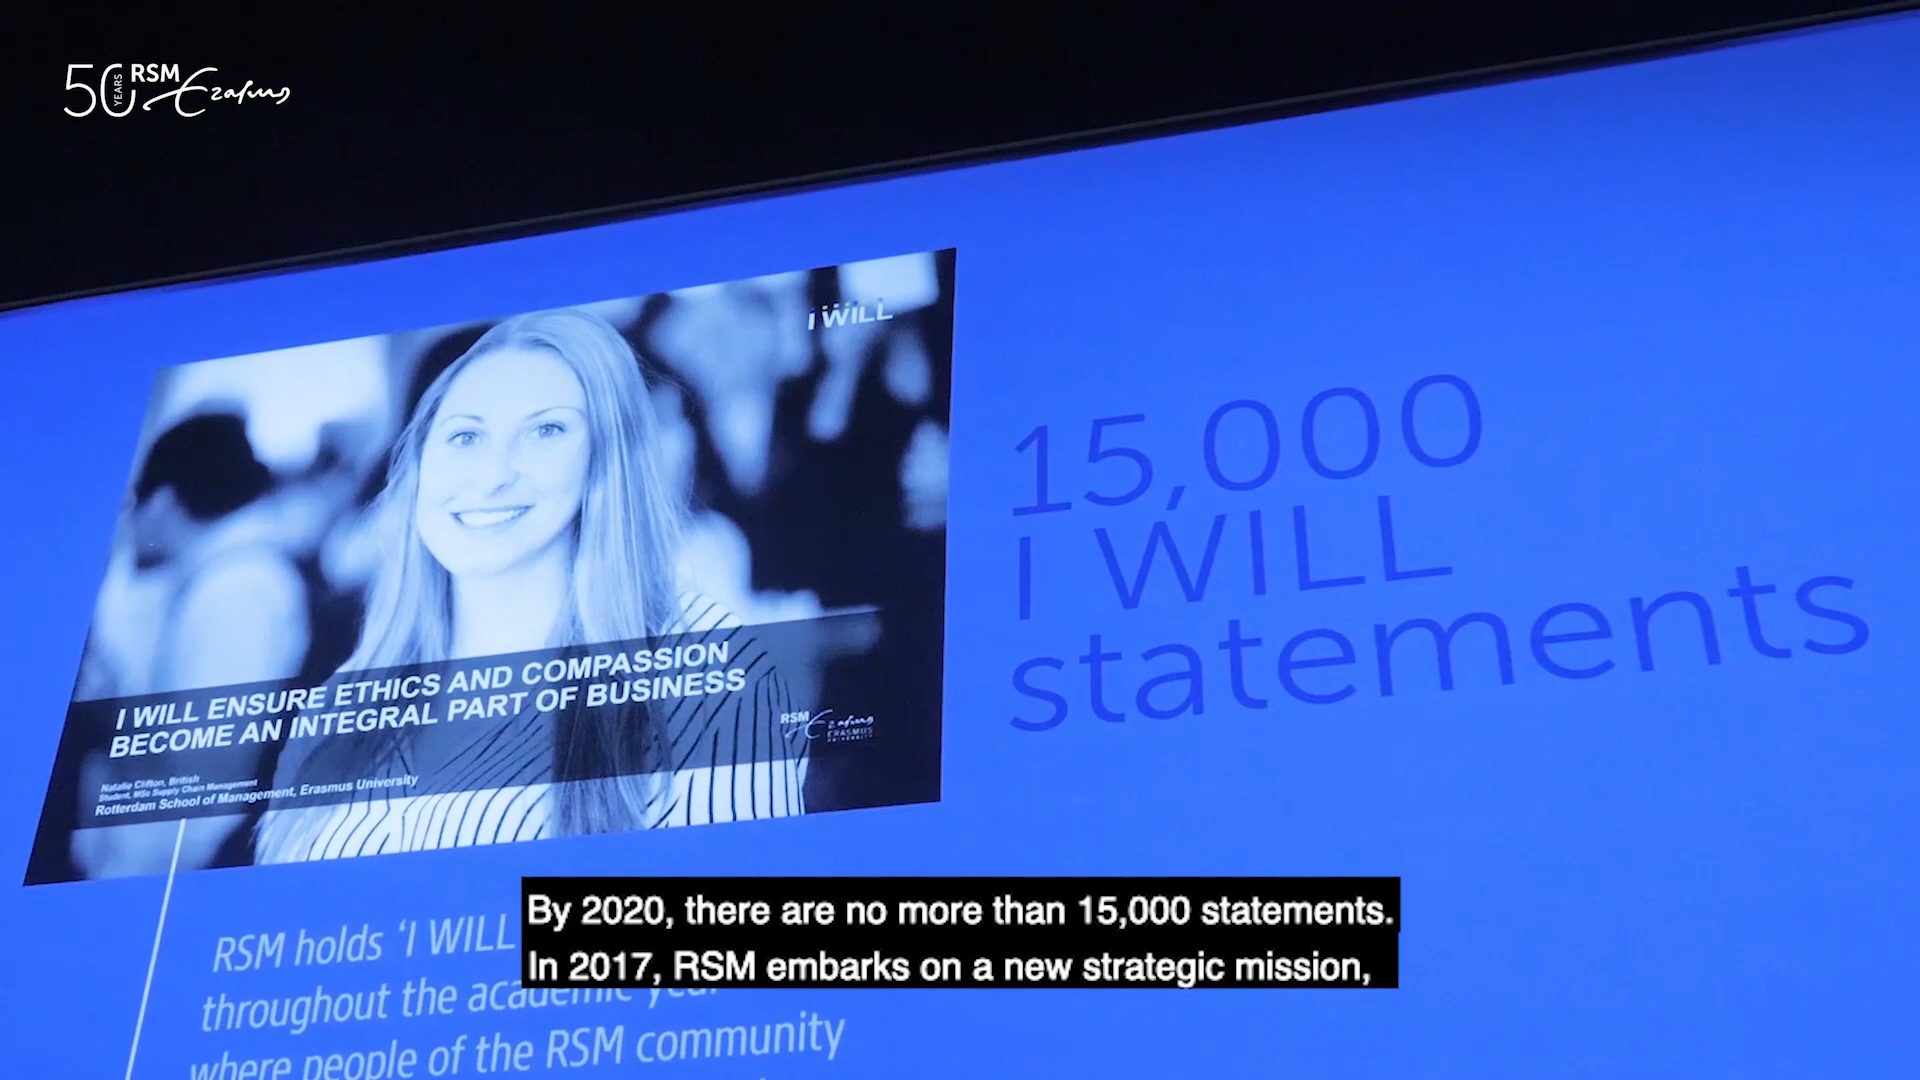 50 YEARS RSM Erasmus
I WILL
15,000
I WILL
statements
I WILL ENSURE ETHICS AND COMPASSION
BECOME AN INTEGRAL PART OF BUSINESS
RSM Erasmus
ERASMUS
UNIVERSITY
Natalie Clifton, British
Student, MSc Supply Chain Management
Rotterdam School of Management, Erasmus University
RSM holds ‘I WILL
throughout the academic year
where people of the RSM community
By 2020, there are no more than 15,000 statements.
In 2017, RSM embarks on a new strategic mission,